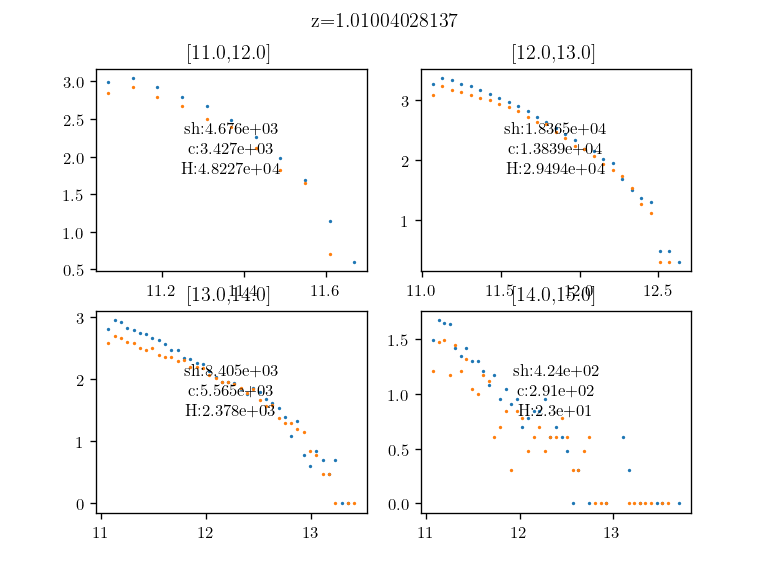 z=1.01004028137
[11.0,12.0]
[12.0,13.0]
3.0
2.5
2.0
1.5
1.0
0.5
sh:4.676e+03
c:3.427e+03
H:4.8227e+04
11.2
11.4
11.6
3
2
1
sh:1.8365e+04
c:1.3839e+04
H:2.9494e+04
11.0
11.5
12.0
12.5
[13.0,14.0]
[14.0,15.0]
3
2
1
0
sh:8.405e+03
c:5.565e+03
H:2.378e+03
11
12
13
1.5
1.0
0.5
0.0
sh:4.24e+02
c:2.91e+02
H:2.3e+01
11
12
13